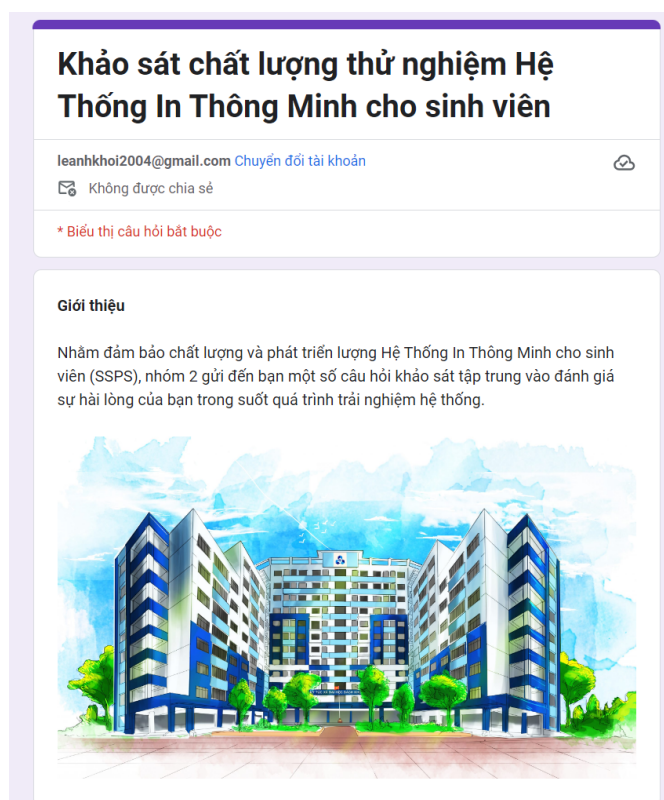 Khảo sát chất lượng thử nghiệm Hệ
Thống In Thông Minh cho sinh viên
leanhkhoi2004@gmail.com Chuyển đổi tài khoản
Không được chia sẻ
* Biểu thị câu hỏi bắt buộc
Giới thiệu
Nhằm đảm bảo chất lượng và phát triển lượng Hệ Thống In Thông Minh cho sinh
viên (SSPS), nhóm 2 gửi đến bạn một số câu hỏi khảo sát tập trung vào đánh giá
sự hài lòng của bạn trong suốt quá trình trải nghiệm hệ thống.